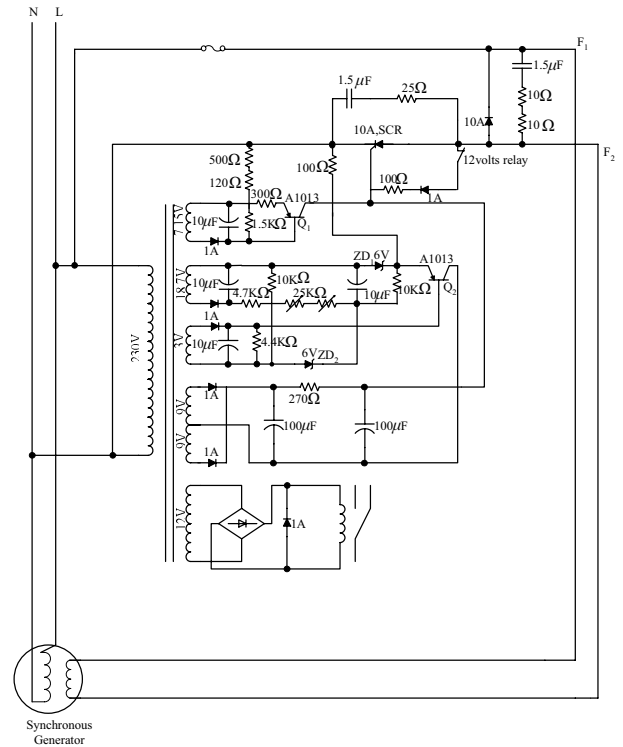 N L
F1
1.5μF
25Ω
1.5μF
10Ω
10A
10Ω
10A,SCR
F2
500Ω
100Ω
12volts relay
120Ω
100Ω
300Ω
A1013
1A
7.15V
10μF
1.5KΩ
Q1
1A
ZD1 6V
A1013
18.7V
10μF
10KΩ
10μF
10KΩ
Q2
4.7KΩ
25KΩ
1A
3V
10μF
4.4KΩ
6V ZD2
230V
1A
270Ω
9V
100μF
100μF
9V
1A
12V
1A
Synchronous
Generator